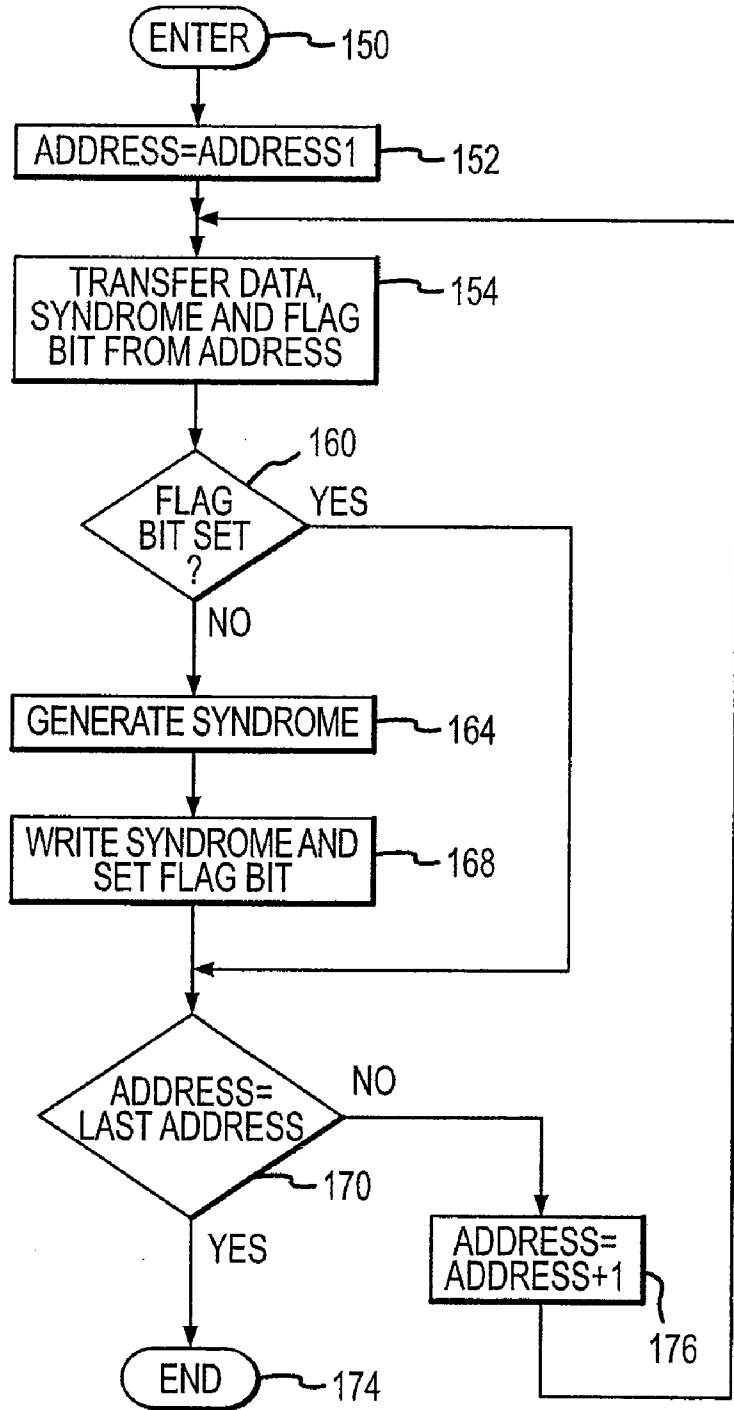 ENTER
150
ADDRESS=ADDRESS1
152
TRANSFER DATA,
SYNDROME AND FLAG
BIT FROM ADDRESS
154
160
FLAG
BIT SET
?
YES
NO
GENERATE SYNDROME
164
WRITE SYNDROME AND
SET FLAG BIT
168
ADDRESS=
LAST ADDRESS
NO
170
YES
ADDRESS=
ADDRESS+1
176
END
174